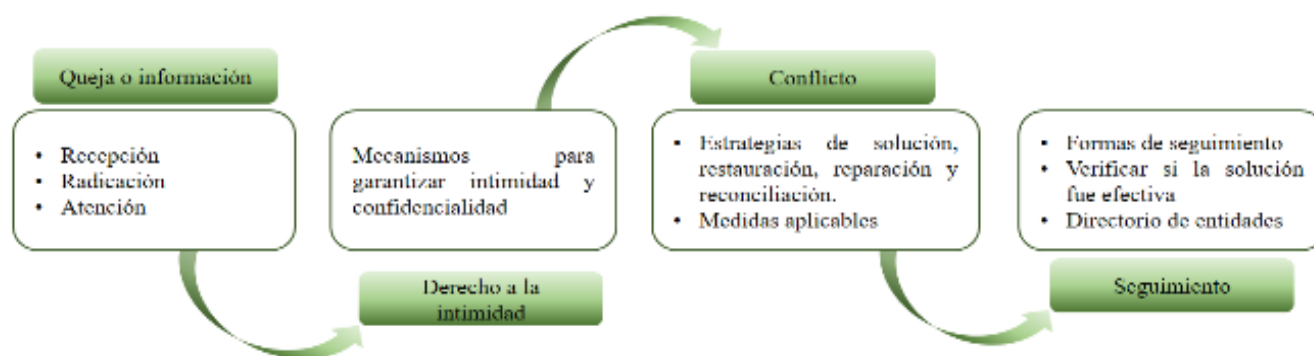 Queja o información
• Recepción
• Radicación
• Atención
Mecanismos para
garantizar intimidad y
confidencialidad
Derecho a la
intimidad
Conflicto
• Estrategias de solución,
restauración, reparación y
reconciliación.
• Medidas aplicables
• Formas de seguimiento
• Verificar si la solución
fue efectiva
• Directorio de entidades
Seguimiento